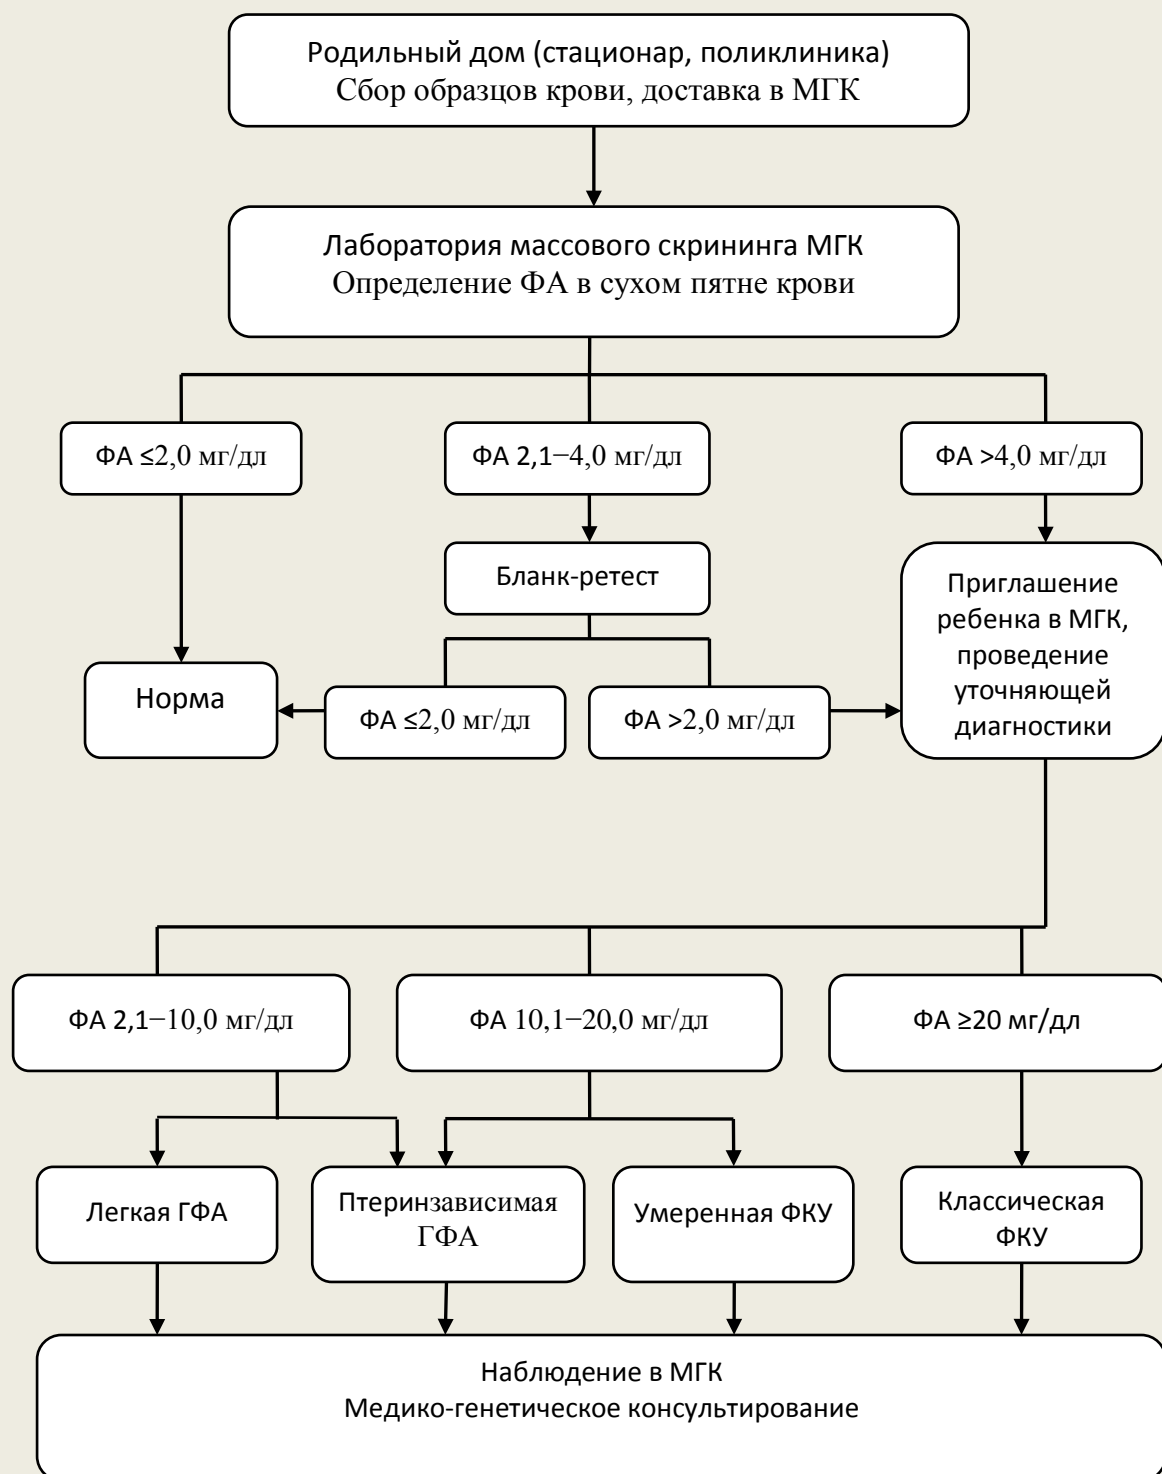 Родильный дом (стационар, поликлиника)
Сбор образцов крови, доставка в МГК
Лаборатория массового скрининга МГК
Определение ФА в сухом пятне крови
ФА ≤2,0 мг/дл
ФА 2,1−4,0 мг/дл
ФА >4,0 мг/дл
Бланк-ретест
Приглашение
ребенка в МГК,
проведение
уточняющей
диагностики
Норма
ФА ≤2,0 мг/дл
ФА >2,0 мг/дл
ФА 2,1−10,0 мг/дл
ФА 10,1−20,0 мг/дл
ФА ≥20 мг/дл
Легкая ГФА
Птеринзависимая
ГФА
Умеренная ФКУ
Классическая
ФКУ
Наблюдение в МГК
Медико-генетическое консультирование